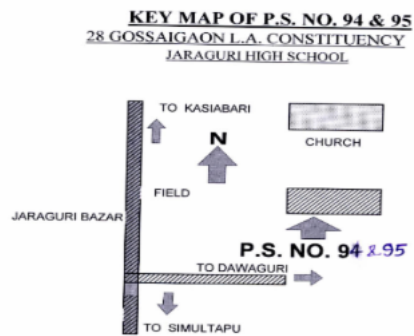 KEY MAP OF P.S. NO. 94 & 95
28 GOSSAIGAON L.A. CONSTITUENCY
JARAGURI HIGH SCHOOL
TO KASIABARI
N
CHURCH
FIELD
JARAGURI BAZAR
P.S. NO. 94 & 95
TO DAWAGURI
TO SIMULTAPU